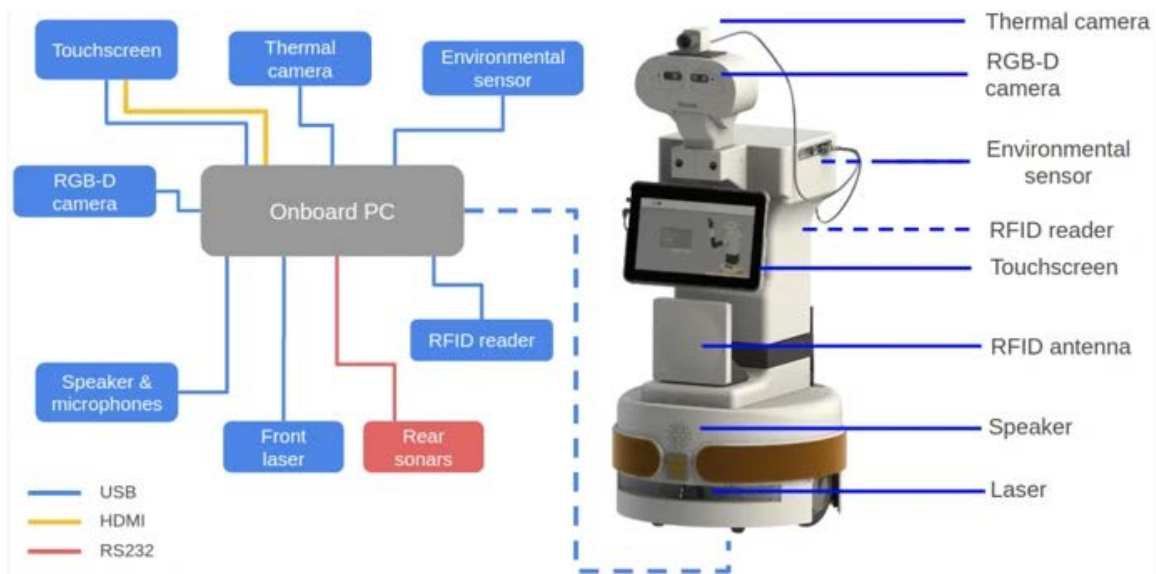 Touchscreen
Thermal
camera
Environmental
sensor
RGB-D
camera
Onboard PC
RFID reader
Speaker &
microphones
Front
laser
Rear
sonars
USB
HDMI
RS232
Thermal camera
RGB-D
camera
Environmental
sensor
RFID reader
Touchscreen
RFID antenna
Speaker
Laser